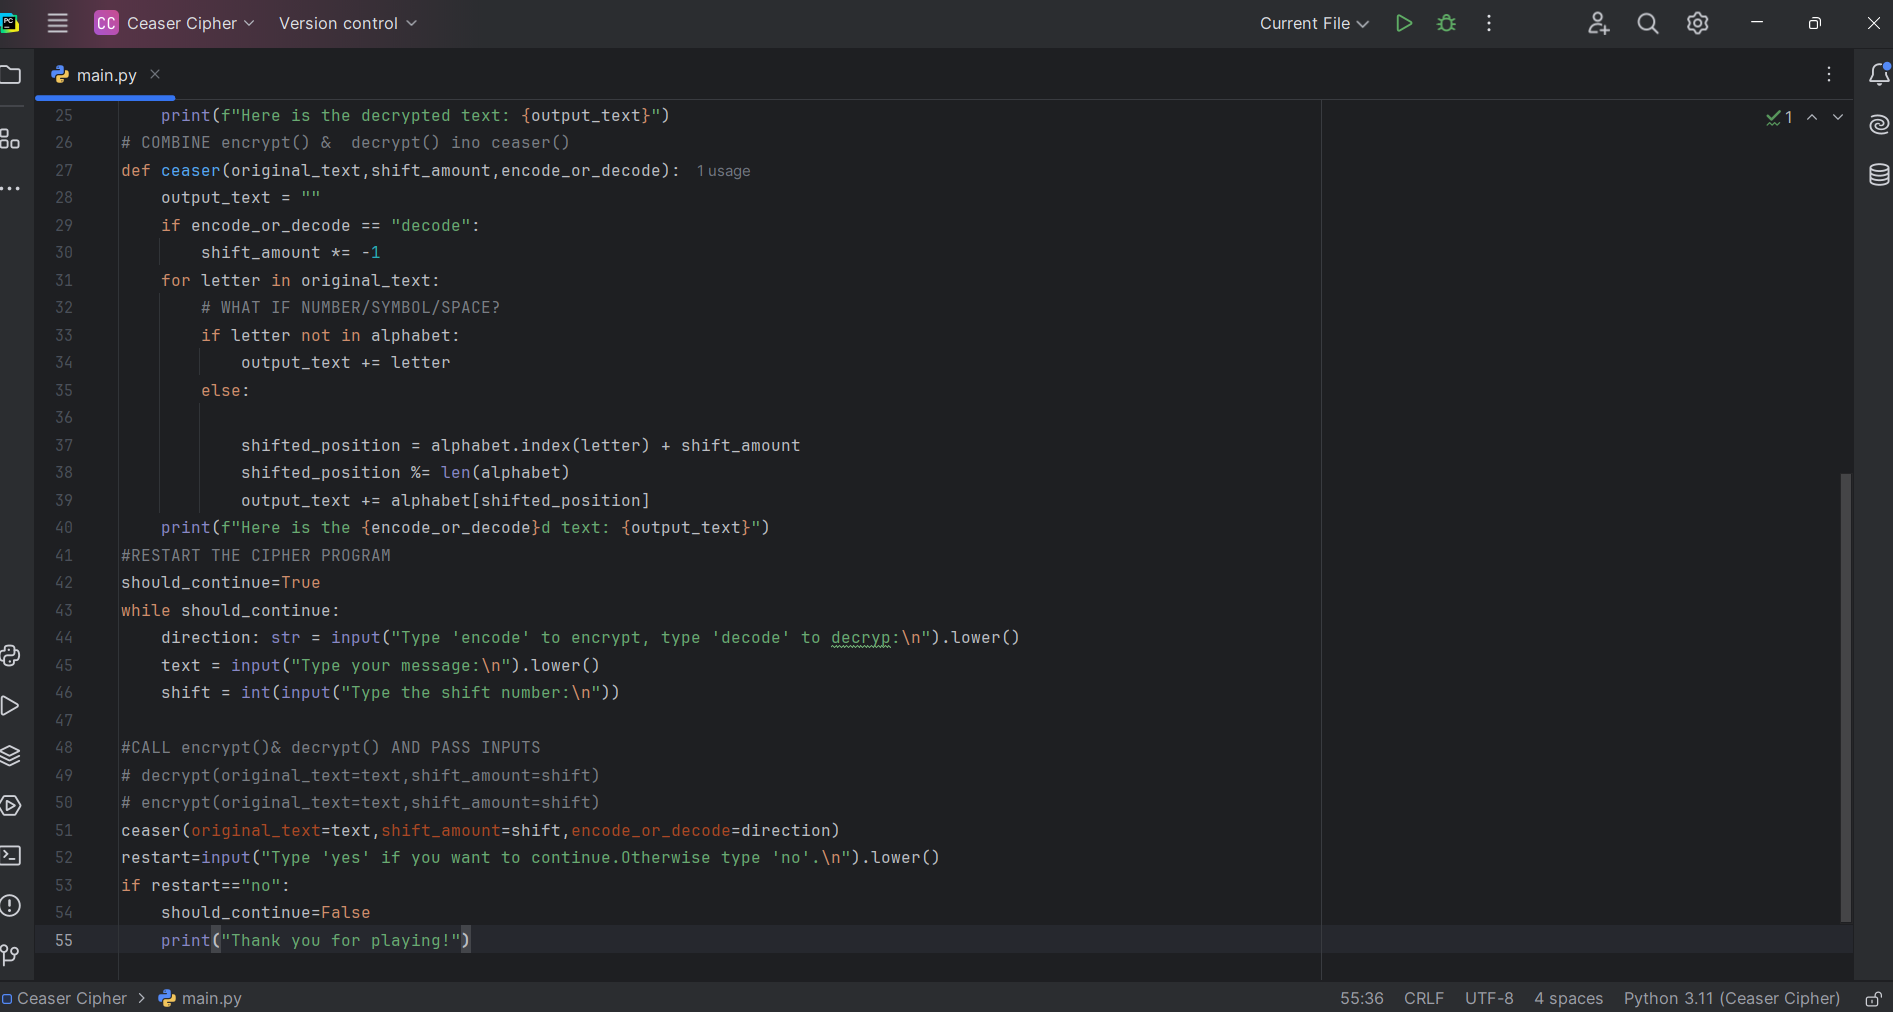 PC
CC Ceaser Cipher Version control Current File
main.py
25 print(f"Here is the decrypted text: {output_text}")
26 # COMBINE encrypt() &  decrypt() ino ceaser()
27 def ceaser(original_text,shift_amount,encode_or_decode): 1 usage
28 output_text = ""
29 if encode_or_decode == "decode":
30 shift_amount *= -1
31 for letter in original_text:
32 # WHAT IF NUMBER/SYMBOL/SPACE?
33 if letter not in alphabet:
34 output_text += letter
35 else:
36
37 shifted_position = alphabet.index(letter) + shift_amount
38 shifted_position %= len(alphabet)
39 output_text += alphabet[shifted_position]
40 print(f"Here is the {encode_or_decode}d text: {output_text}")
41 #RESTART THE CIPHER PROGRAM
42 should_continue=True
43 while should_continue:
44 direction: str = input("Type 'encode' to encrypt, type 'decode' to decryp:\n").lower()
45 text = input("Type your message:\n").lower()
46 shift = int(input("Type the shift number:\n"))
47
48 #CALL encrypt()& decrypt() AND PASS INPUTS
49 # decrypt(original_text=text,shift_amount=shift)
50 # encrypt(original_text=text,shift_amount=shift)
51 ceaser(original_text=text,shift_amount=shift,encode_or_decode=direction)
52 restart=input("Type 'yes' if you want to continue.Otherwise type 'no'.\n").lower()
53 if restart=="no":
54 should_continue=False
55 print("Thank you for playing!")
1
Ceaser Cipher > main.py 55:36 CRLF UTF-8 4 spaces Python 3.11 (Ceaser Cipher)